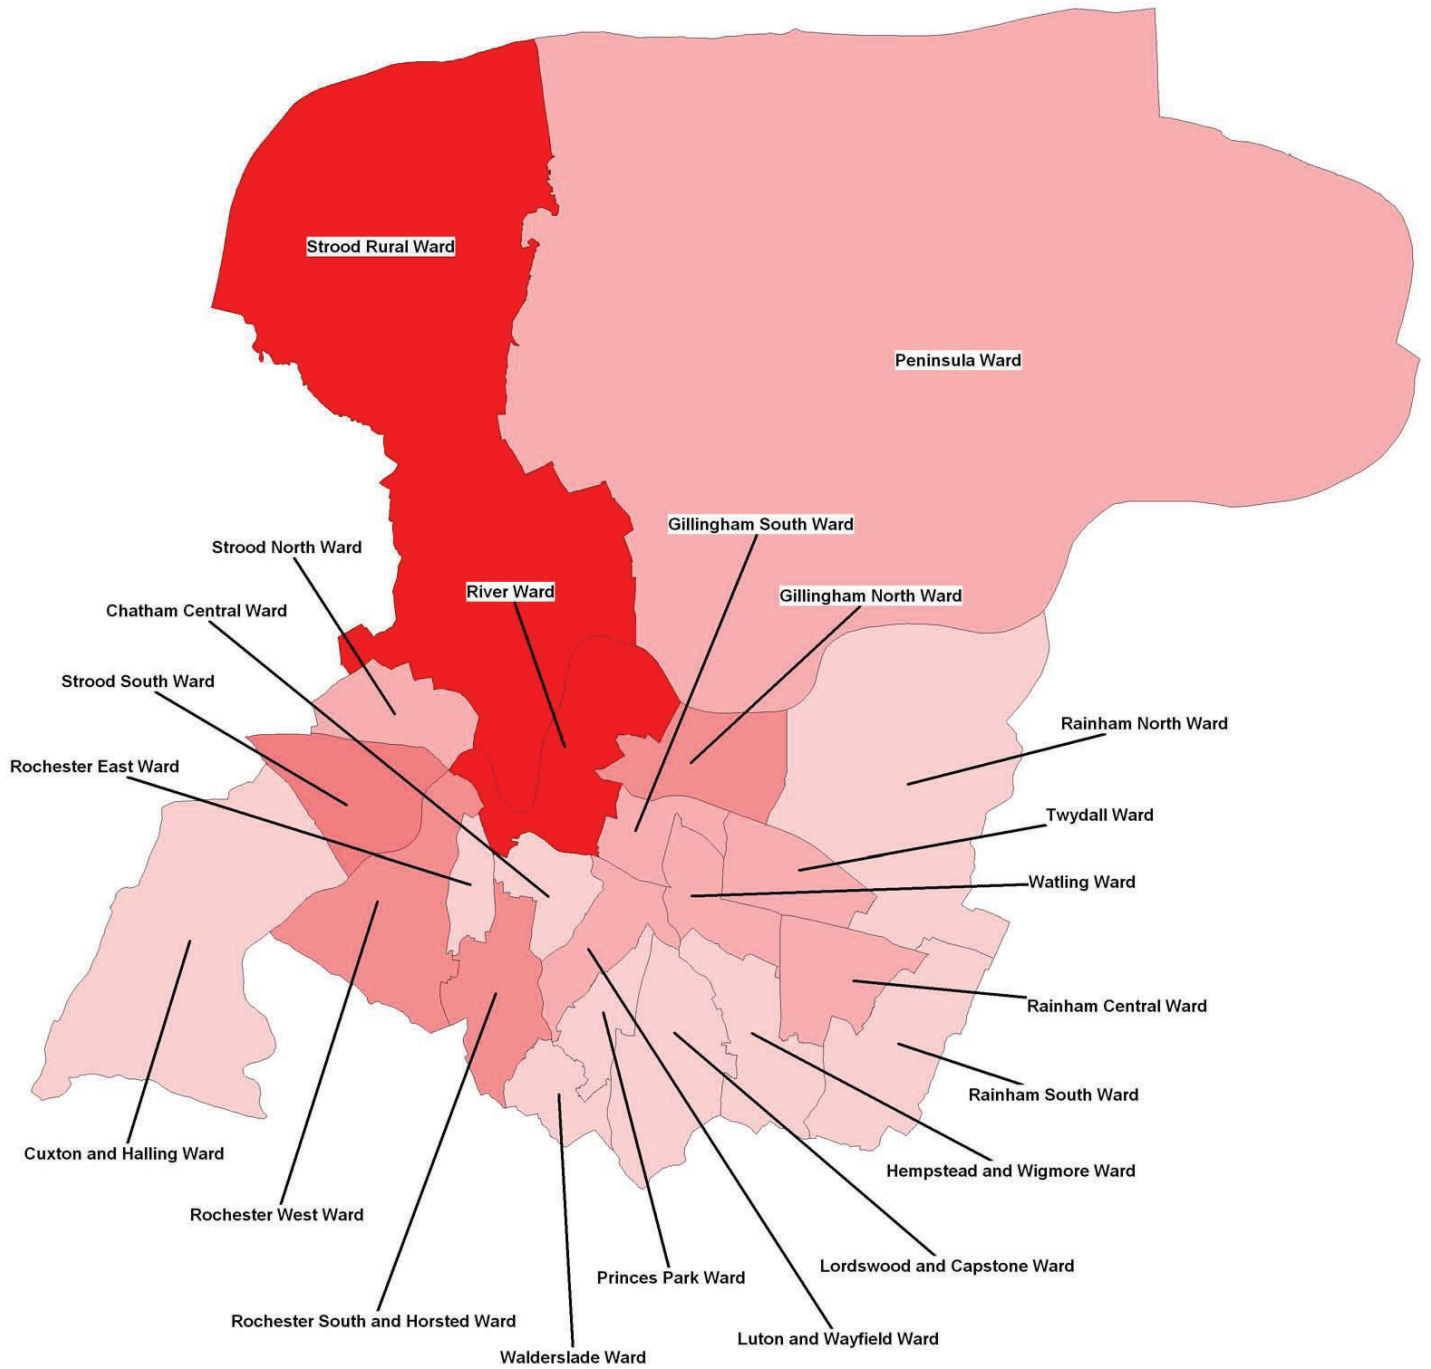 Strood Rural Ward
Peninsula Ward
Gillingham South Ward
Strood North Ward
River Ward
Gillingham North Ward
Chatham Central Ward
Strood South Ward
Rainham North Ward
Rochester East Ward
Twydall Ward
Watling Ward
Rainham Central Ward
Rainham South Ward
Cuxton and Halling Ward
Hempstead and Wigmore Ward
Rochester West Ward
Lordswood and Capstone Ward
Princes Park Ward
Rochester South and Horsted Ward
Luton and Wayfield Ward
Walderslade Ward